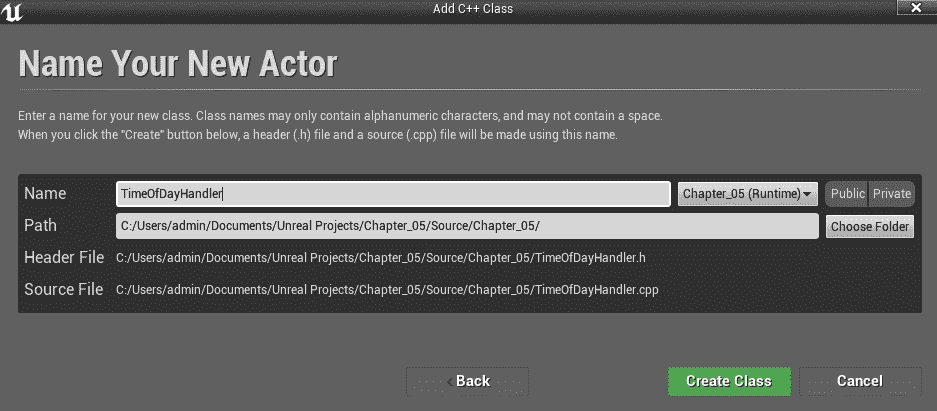 Add C++ Class
Name Your New Actor
Enter a name for your new class. Class names may only contain alphanumeric characters, and may not contain a space.
When you click the "Create" button below, a header (.h) file and a source (.cpp) file will be made using this name.
Name TimeOfDayHandler Chapter_05 (Runtime) Public Private
Path C:/Users/admin/Documents/Unreal Projects/Chapter_05/Source/Chapter_05/ Choose Folder
Header File C:/Users/admin/Documents/Unreal Projects/Chapter_05/Source/Chapter_05/TimeOfDayHandler.h
Source File C:/Users/admin/Documents/Unreal Projects/Chapter_05/Source/Chapter_05/TimeOfDayHandler.cpp
Back Create Class Cancel